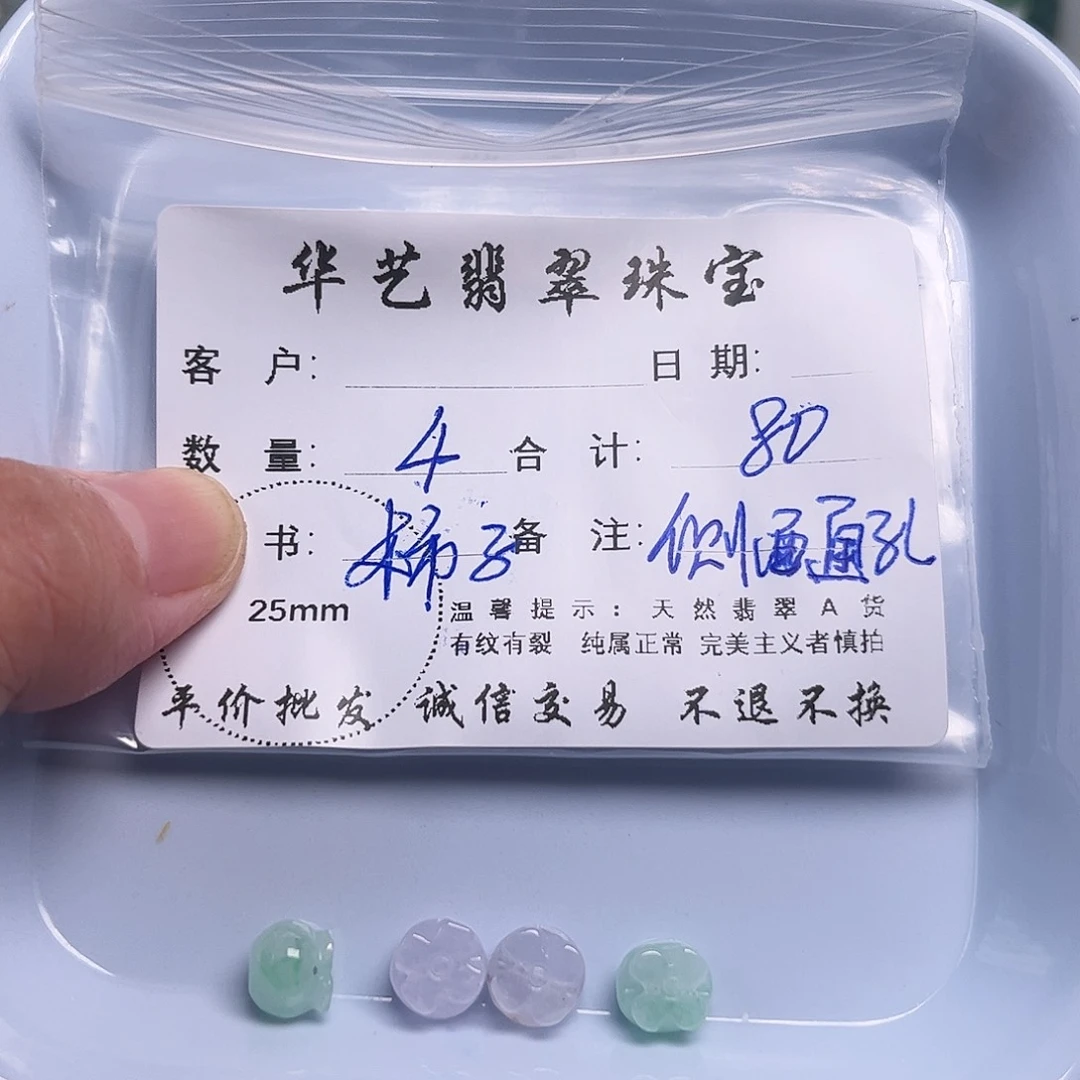 华艺翡翠珠宝
客 户: 日 期:
数 量: 4 合 计: 80
书: 柿子 备 注: 侧面通孔
25mm 温馨提示: 天然翡翠A货
有纹有裂 纯属正常 完美主义者慎拍
平价批发 诚信交易 不退不换